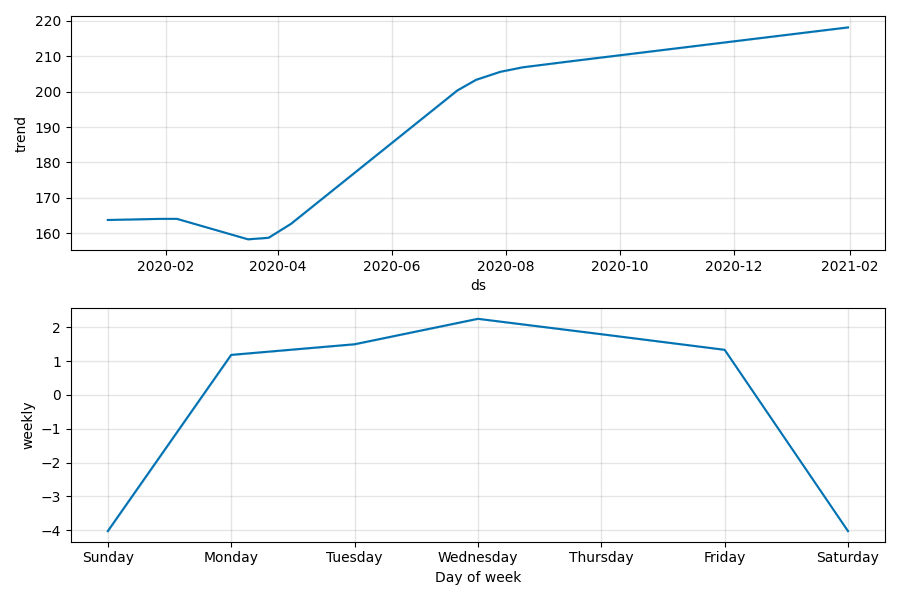 220
210
200
190
180
170
160
trend
2020-02 2020-04 2020-06 2020-08 2020-10 2020-12 2021-02
ds
2
1
0
−1
−2
−3
−4
weekly
Sunday Monday Tuesday Wednesday Thursday Friday Saturday
Day of week